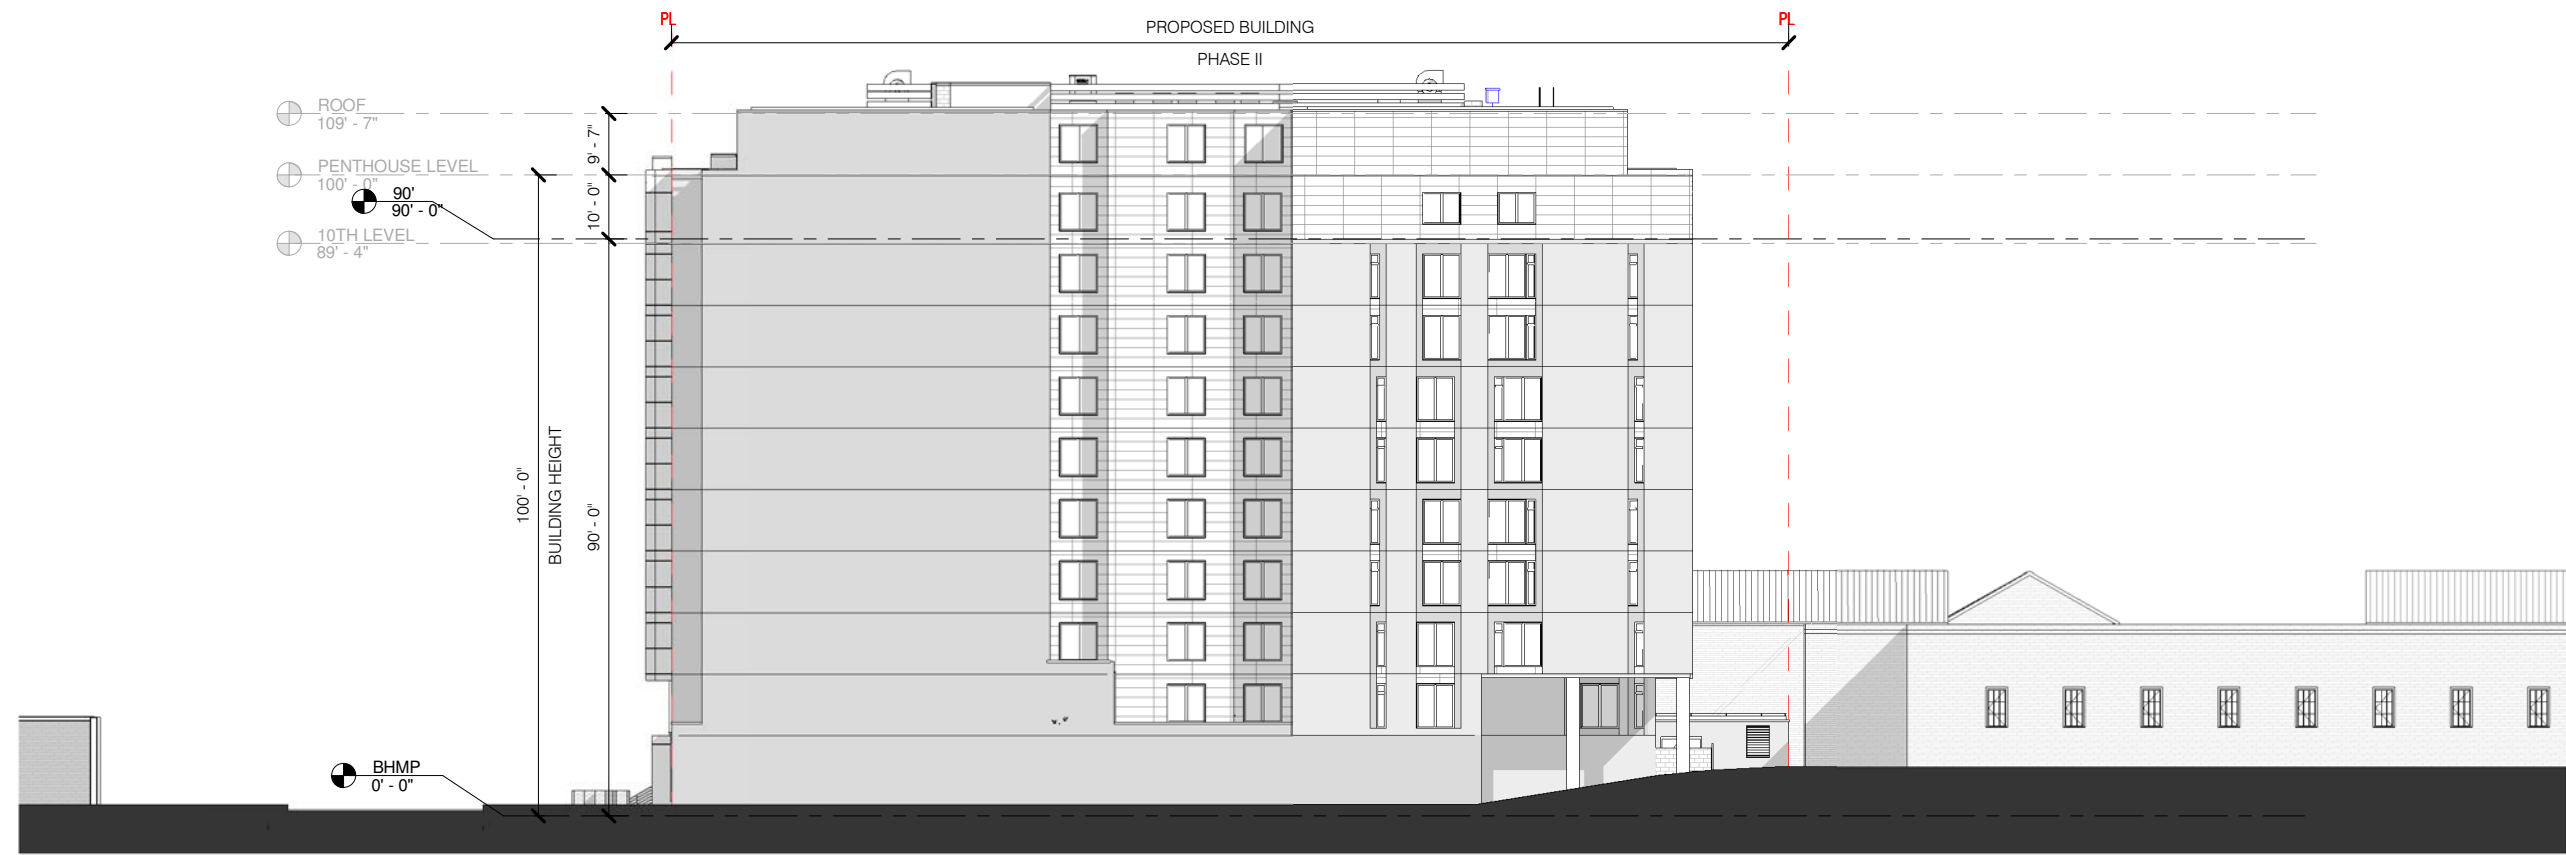 PL
PROPOSED BUILDING
PL
PHASE II
ROOF
109' - 7"
9' - 7"
PENTHOUSE LEVEL
100' - 0"
90'
90' - 0"
10' - 0"
10TH LEVEL
89' - 4"
100' - 0"
BUILDING HEIGHT
90' - 0"
BHMP
0' - 0"